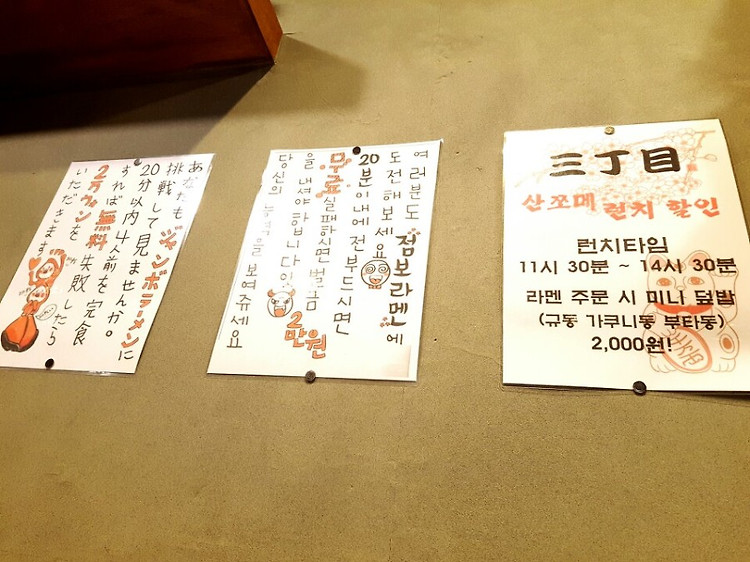 あなたも ジャンボラーメンに
挑戦して見ませんか。
20分以内4人前を完食
すれば無料 失敗したら
2万ウォンを
いただきます
여러분도 점보라멘에
도전해보세요
20분이내에 전부드시면
무료 실패하시면 벌금 2만원
을 내셔야 합니다
당신의 보여쥬세요
三丁目
산쪼메 런치 할인
런치타임
11시 30분 ~ 14시 30분
라멘 주문 시 미니 덮밥
(규동 가쿠니동 부타동)
2,000원!